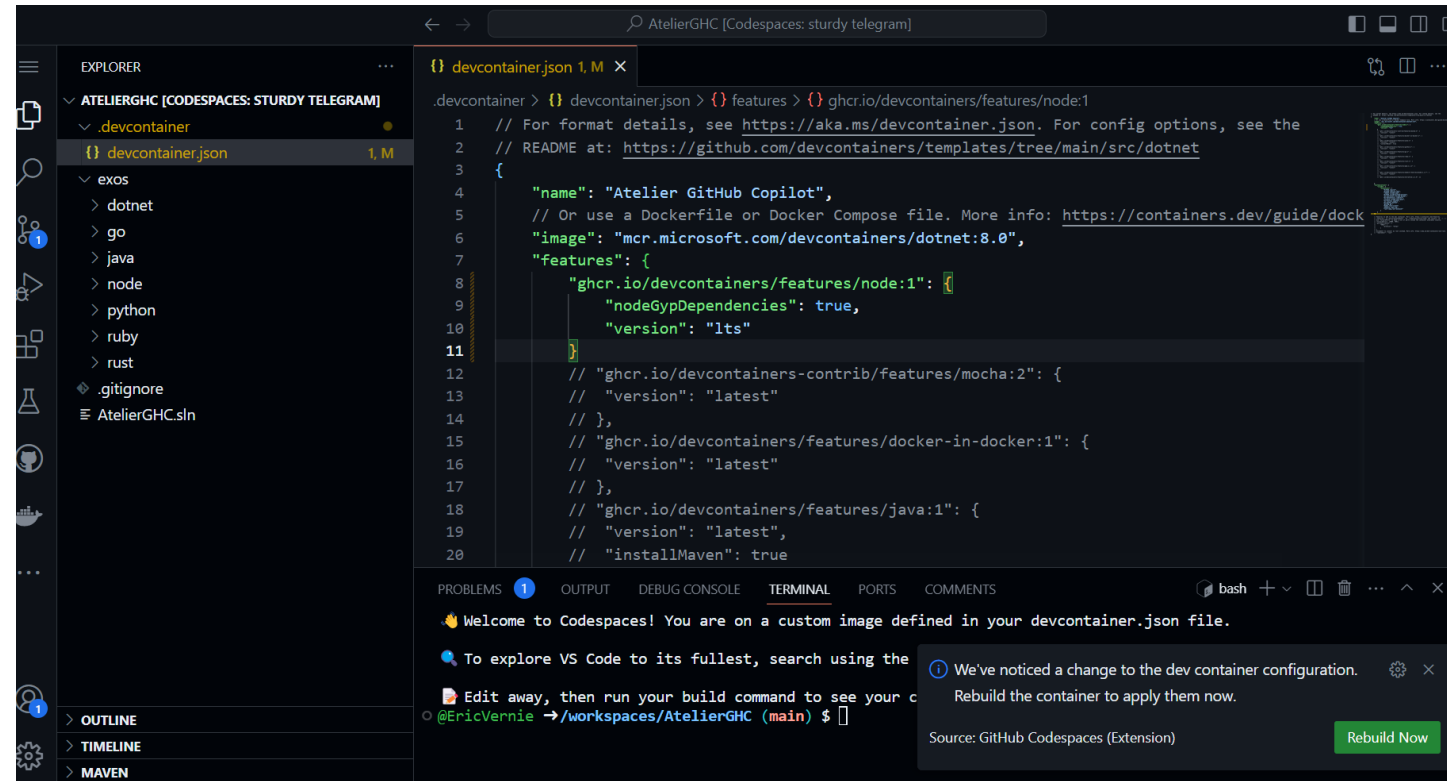 AtelierGHC [Codespaces: sturdy telegram]
EXPLORER
ATELIERGHC [CODESPACES: STURDY TELEGRAM]
.devcontainer
{} devcontainer.json 1, M
exos
dotnet
go
java
node
python
ruby
rust
.gitignore
AtelierGHC.sln
OUTLINE
TIMELINE
MAVEN
1
1
{} devcontainer.json 1, M
.devcontainer > {} devcontainer.json > {} features > {} ghcr.io/devcontainers/features/node:1
1 // For format details, see https://aka.ms/devcontainer.json. For config options, see the
2 // README at: https://github.com/devcontainers/templates/tree/main/src/dotnet
3 {
4 "name": "Atelier GitHub Copilot",
5 // Or use a Dockerfile or Docker Compose file. More info: https://containers.dev/guide/dock
6 "image": "mcr.microsoft.com/devcontainers/dotnet:8.0",
7 "features": {
8 "ghcr.io/devcontainers/features/node:1": {
9 "nodeGypDependencies": true,
10 "version": "lts"
11 }
12 // "ghcr.io/devcontainers-contrib/features/mocha:2": {
13 // "version": "latest"
14 // },
15 // "ghcr.io/devcontainers/features/docker-in-docker:1": {
16 // "version": "latest"
17 // },
18 // "ghcr.io/devcontainers/features/java:1": {
19 // "version": "latest",
20 // "installMaven": true
PROBLEMS 1 OUTPUT DEBUG CONSOLE TERMINAL PORTS COMMENTS bash
👋 Welcome to Codespaces! You are on a custom image defined in your devcontainer.json file.
🔍 To explore VS Code to its fullest, search using the
📝 Edit away, then run your build command to see your c
@EricVernie ➜/workspaces/AtelierGHC (main) $
We've noticed a change to the dev container configuration.
Rebuild the container to apply them now.
Source: GitHub Codespaces (Extension)
Rebuild Now